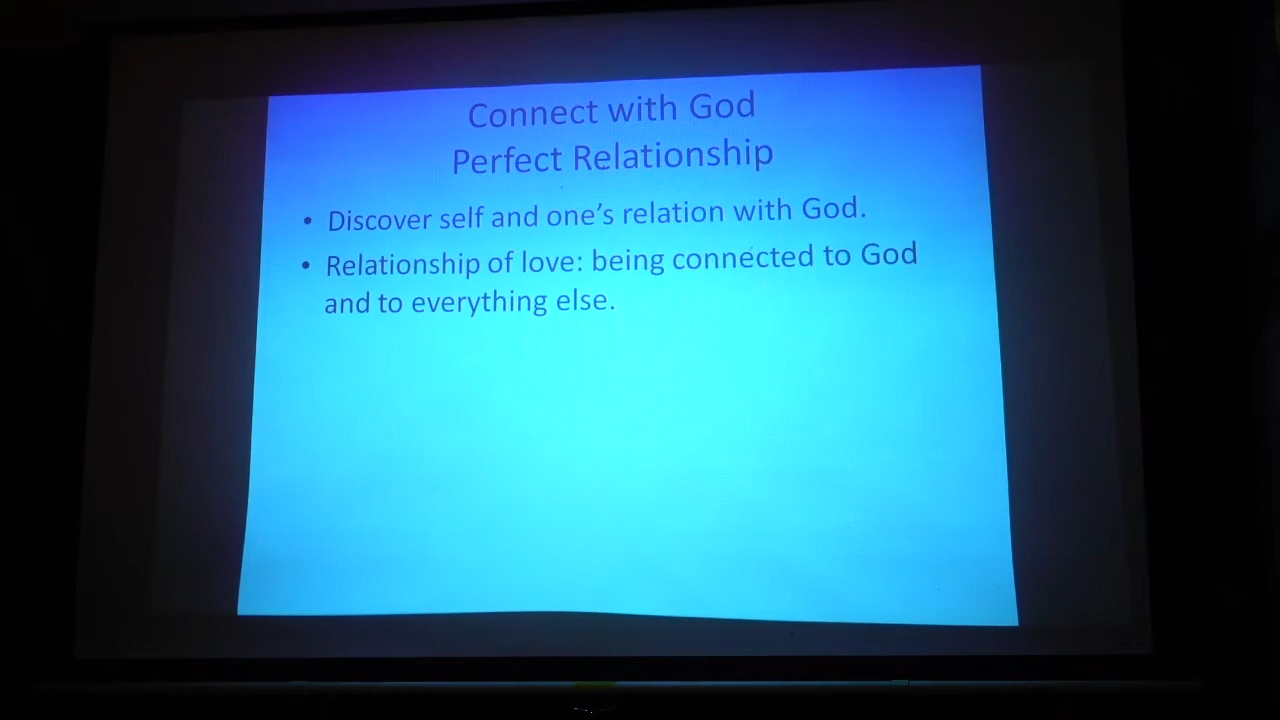 Connect with God
Perfect Relationship
• Discover self and one's relation with God.
• Relationship of love: being connected to God
and to everything else.